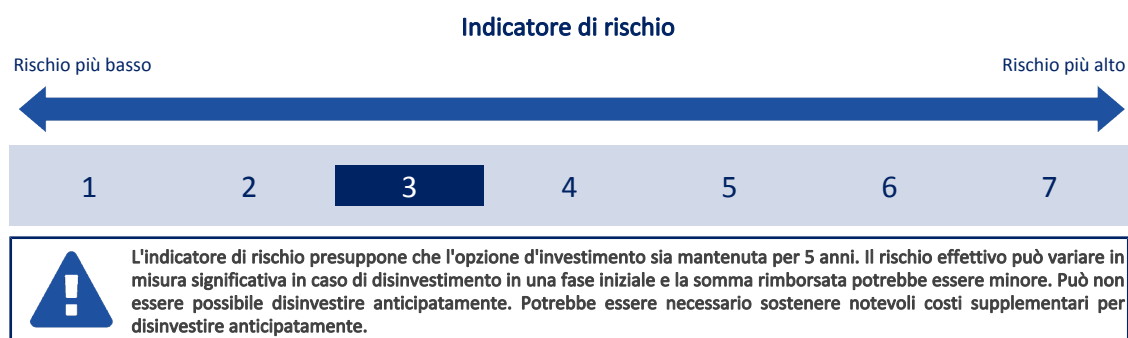 Indicatore di rischio
Rischio più basso
Rischio più alto
1 2 3 4 5 6 7
L'indicatore di rischio presuppone che l'opzione d'investimento sia mantenuta per 5 anni. Il rischio effettivo può variare in
misura significativa in caso di disinvestimento in una fase iniziale e la somma rimborsata potrebbe essere minore. Può non
essere possibile disinvestire anticipatamente. Potrebbe essere necessario sostenere notevoli costi supplementari per
disinvestire anticipatamente.